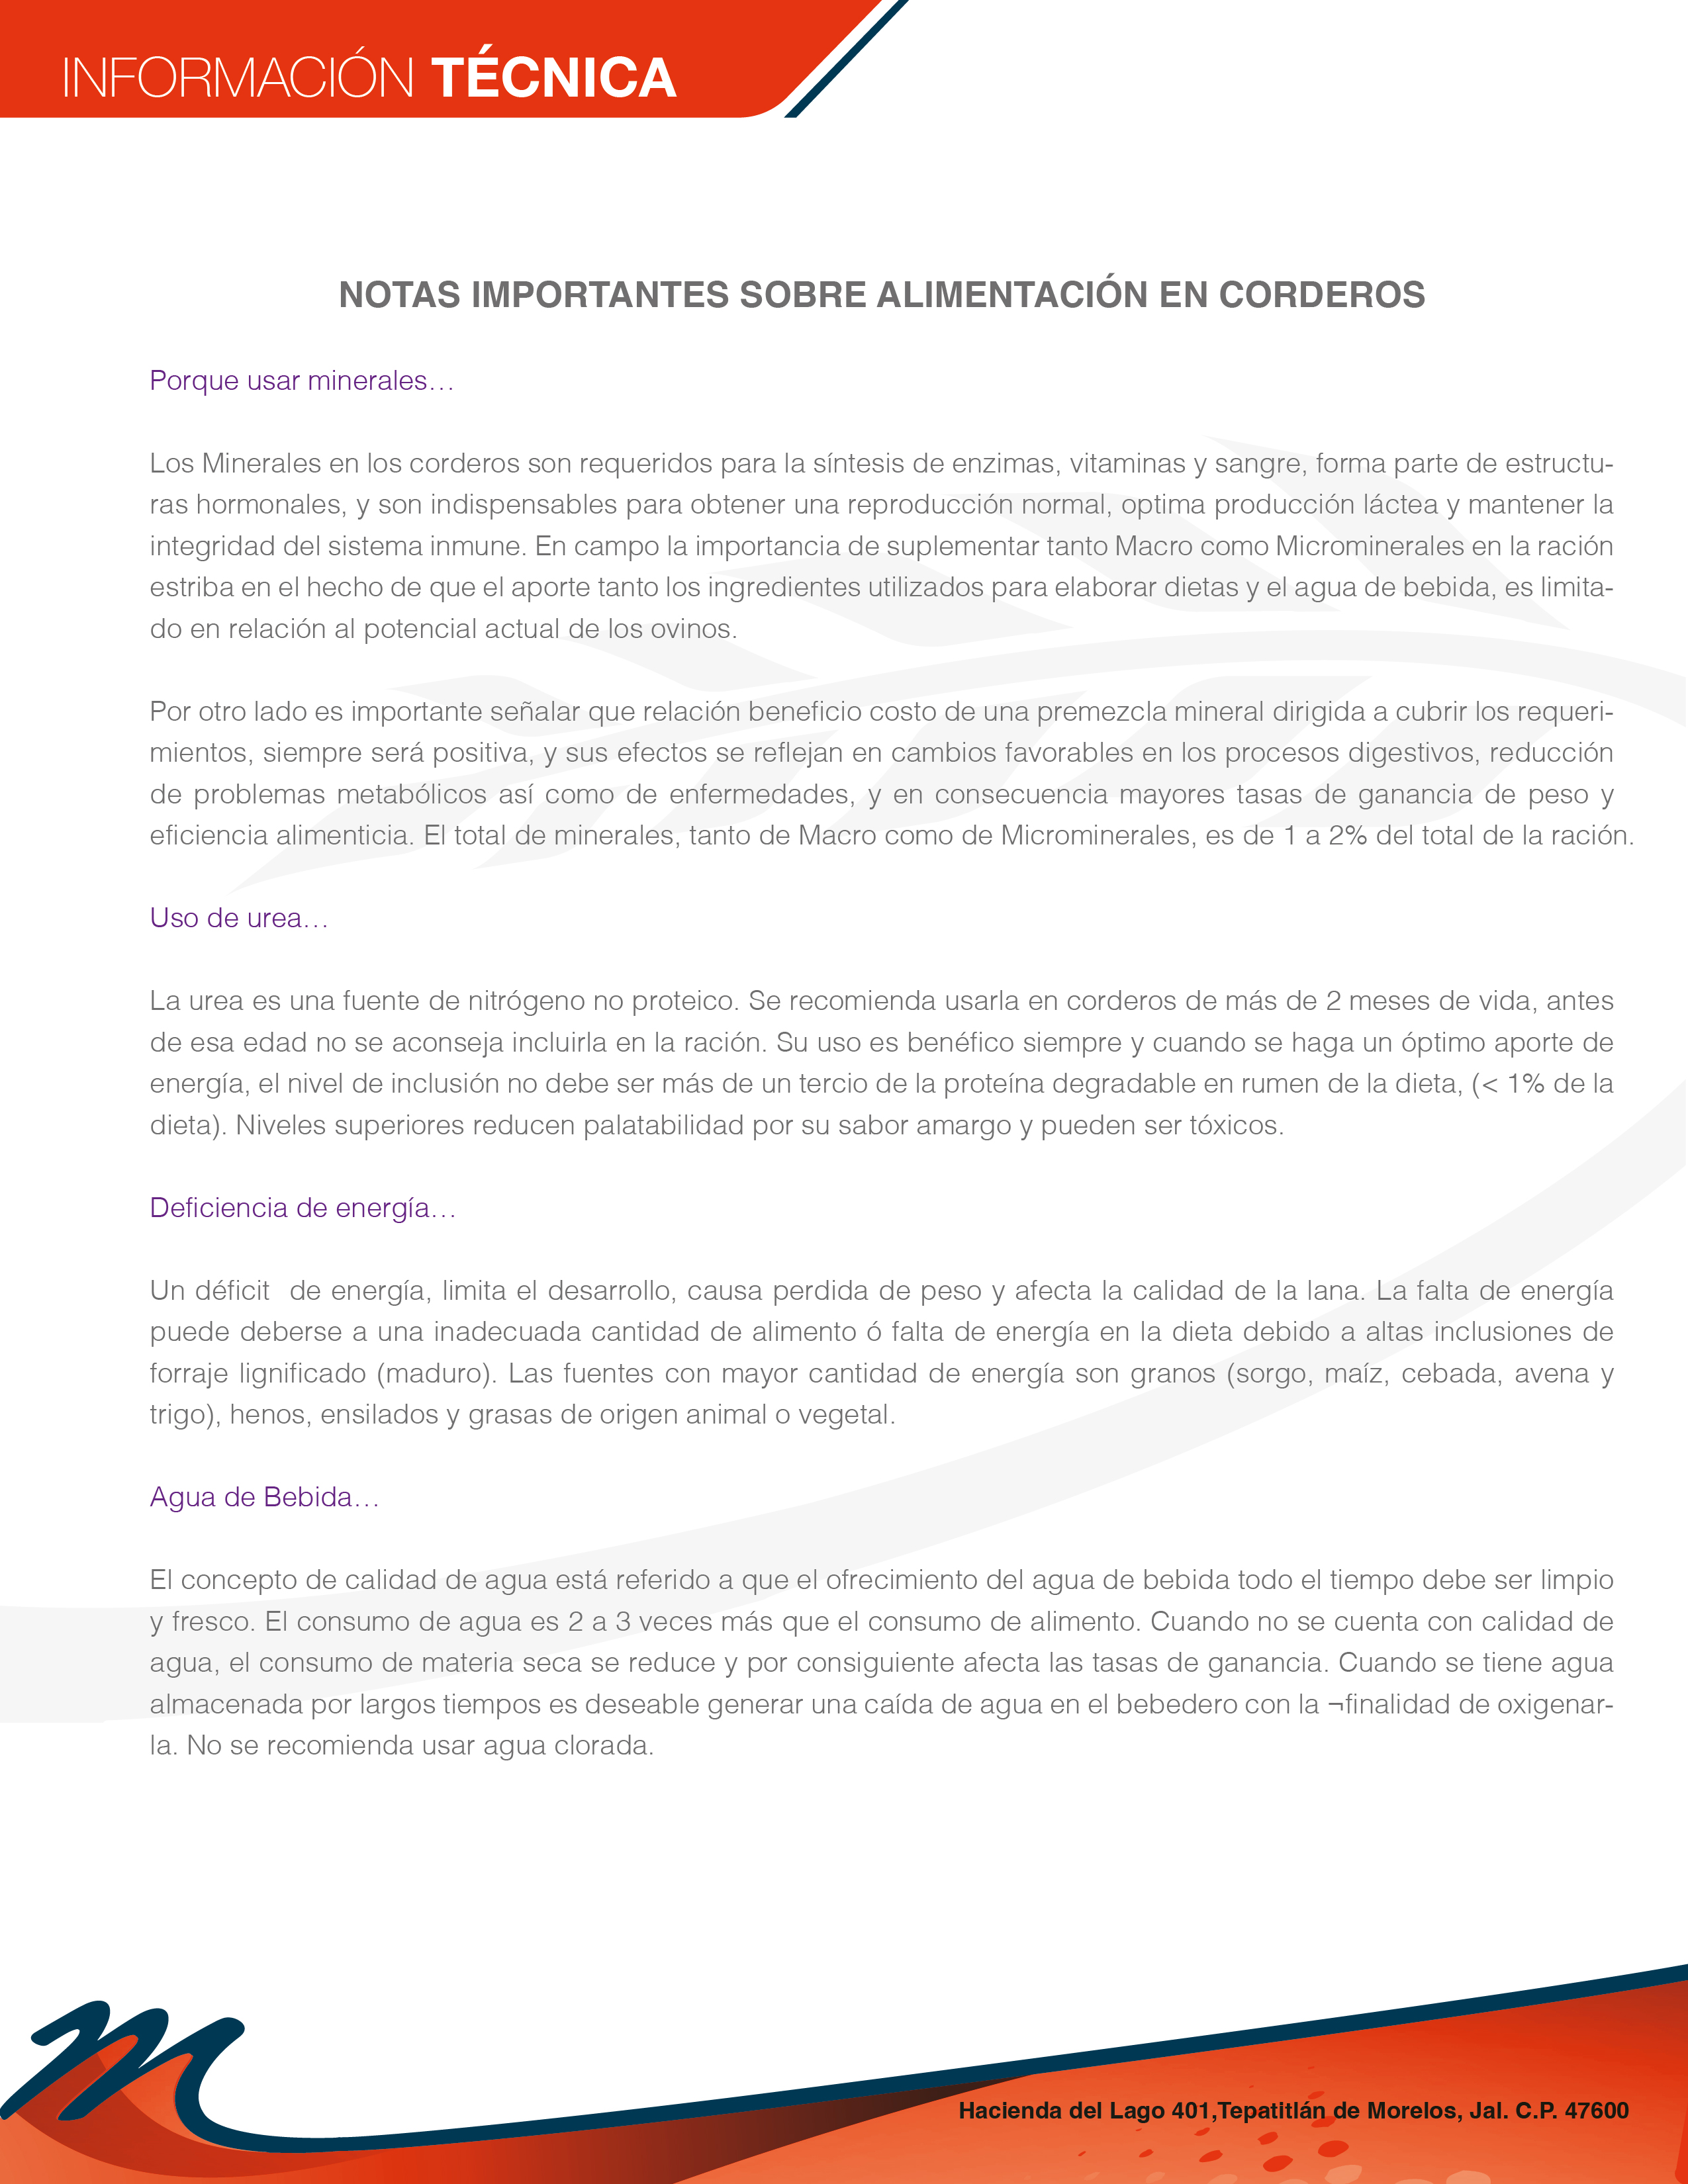 INFORMACIÓN TÉCNICA
NOTAS IMPORTANTES SOBRE ALIMENTACIÓN EN CORDEROS
Porque usar minerales…
Los Minerales en los corderos son requeridos para la síntesis de enzimas, vitaminas y sangre, forma parte de estructu-
ras hormonales, y son indispensables para obtener una reproducción normal, optima producción láctea y mantener la
integridad del sistema inmune. En campo la importancia de suplementar tanto Macro como Microminerales en la ración
estriba en el hecho de que el aporte tanto los ingredientes utilizados para elaborar dietas y el agua de bebida, es limita-
do en relación al potencial actual de los ovinos.
Por otro lado es importante señalar que relación beneficio costo de una premezcla mineral dirigida a cubrir los requeri-
mientos, siempre será positiva, y sus efectos se reflejan en cambios favorables en los procesos digestivos, reducción
de problemas metabólicos así como de enfermedades, y en consecuencia mayores tasas de ganancia de peso y
eficiencia alimenticia. El total de minerales, tanto de Macro como de Microminerales, es de 1 a 2% del total de la ración.
Uso de urea…
La urea es una fuente de nitrógeno no proteico. Se recomienda usarla en corderos de más de 2 meses de vida, antes
de esa edad no se aconseja incluirla en la ración. Su uso es benéfico siempre y cuando se haga un óptimo aporte de
energía, el nivel de inclusión no debe ser más de un tercio de la proteína degradable en rumen de la dieta, (< 1% de la
dieta). Niveles superiores reducen palatabilidad por su sabor amargo y pueden ser tóxicos.
Deficiencia de energía…
Un déficit  de energía, limita el desarrollo, causa perdida de peso y afecta la calidad de la lana. La falta de energía
puede deberse a una inadecuada cantidad de alimento ó falta de energía en la dieta debido a altas inclusiones de
forraje lignificado (maduro). Las fuentes con mayor cantidad de energía son granos (sorgo, maíz, cebada, avena y
trigo), henos, ensilados y grasas de origen animal o vegetal.
Agua de Bebida…
El concepto de calidad de agua está referido a que el ofrecimiento del agua de bebida todo el tiempo debe ser limpio
y fresco. El consumo de agua es 2 a 3 veces más que el consumo de alimento. Cuando no se cuenta con calidad de
agua, el consumo de materia seca se reduce y por consiguiente afecta las tasas de ganancia. Cuando se tiene agua
almacenada por largos tiempos es deseable generar una caída de agua en el bebedero con la ¬finalidad de oxigenar-
la. No se recomienda usar agua clorada.
Hacienda del Lago 401,Tepatitlán de Morelos, Jal. C.P. 47600